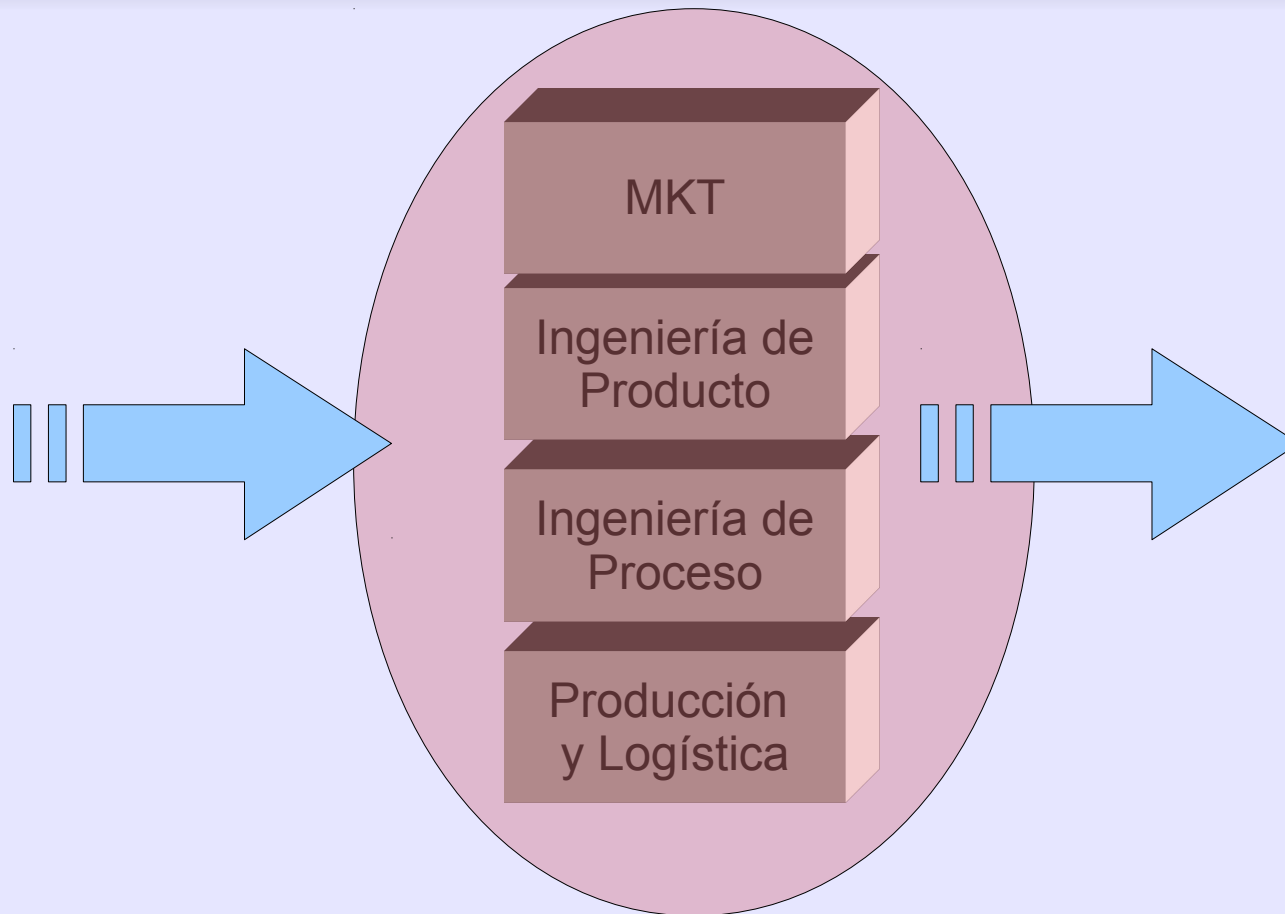 MKT
Ingeniería de
Producto
Ingeniería de
Proceso
Producción
y Logística